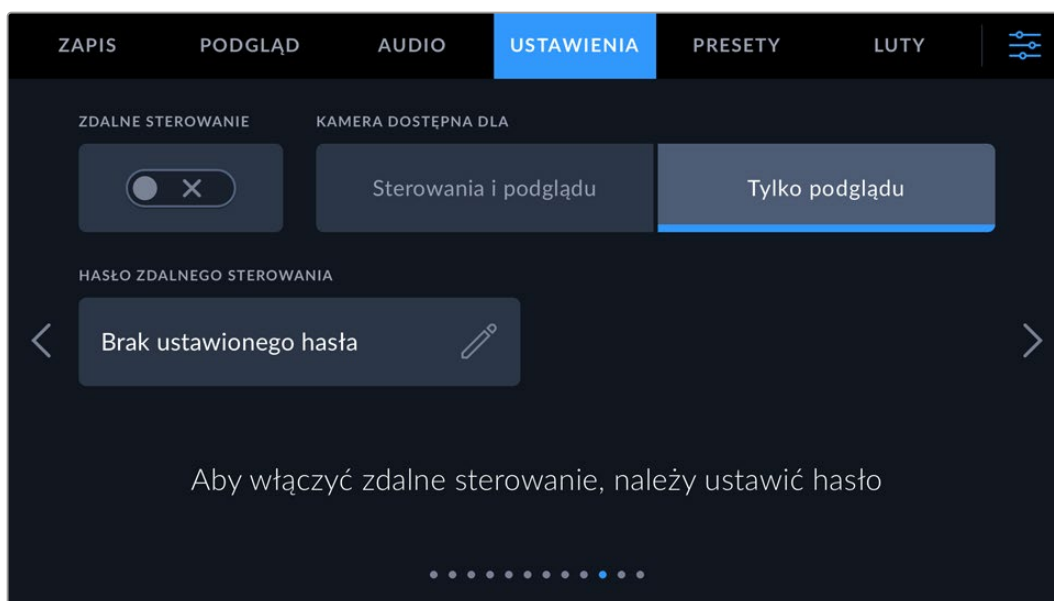 ZAPIS PODGLĄD AUDIO USTAWIENIA PRESETY LUTY
ZDALNE STEROWANIE KAMERA DOSTĘPNA DLA
Sterowania i podglądu Tylko podglądu
HASŁO ZDALNEGO STEROWANIA
Brak ustawionego hasła
Aby włączyć zdalne sterowanie, należy ustawić hasło